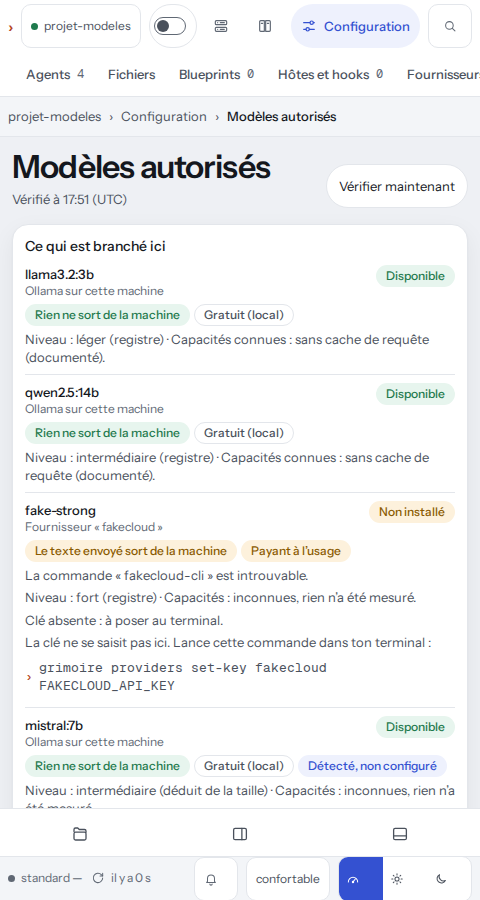 › projet-modeles Configuration
Agents 4 Fichiers Blueprints 0 Hôtes et hooks 0 Fournisseurs
projet-modeles › Configuration › Modèles autorisés
Modèles autorisés
Vérifié à 17:51 (UTC)
Vérifier maintenant
Ce qui est branché ici
llama3.2:3b
Disponible
Ollama sur cette machine
Rien ne sort de la machine Gratuit (local)
Niveau : léger (registre) · Capacités connues : sans cache de requête
(documenté).
qwen2.5:14b
Disponible
Ollama sur cette machine
Rien ne sort de la machine Gratuit (local)
Niveau : intermédiaire (registre) · Capacités connues : sans cache de
requête (documenté).
fake-strong
Non installé
Fournisseur « fakecloud »
Le texte envoyé sort de la machine Payant à l’usage
La commande « fakecloud-cli » est introuvable.
Niveau : fort (registre) · Capacités : inconnues, rien n’a été mesuré.
Clé absente : à poser au terminal.
La clé ne se saisit pas ici. Lance cette commande dans ton terminal :
› grimoire providers set-key fakecloud
FAKECLOUD_API_KEY
mistral:7b
Disponible
Ollama sur cette machine
Rien ne sort de la machine Gratuit (local) Détecté, non configuré
Niveau : intermédiaire (déduit de la taille) · Capacités : inconnues, rien n’a
été mesuré.
standard — il y a 0 s confortable